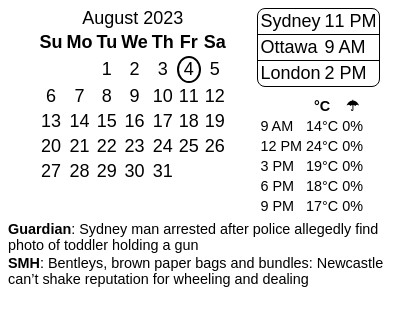 August 2023
Su Mo Tu We Th Fr Sa
1 2 3 4 5
6 7 8 9 10 11 12
13 14 15 16 17 18 19
20 21 22 23 24 25 26
27 28 29 30 31
Sydney 11 PM
Ottawa 9 AM
London 2 PM
°C ☂
9 AM 14°C 0%
12 PM 24°C 0%
3 PM 19°C 0%
6 PM 18°C 0%
9 PM 17°C 0%
Guardian: Sydney man arrested after police allegedly find
photo of toddler holding a gun
SMH: Bentleys, brown paper bags and bundles: Newcastle
can’t shake reputation for wheeling and dealing